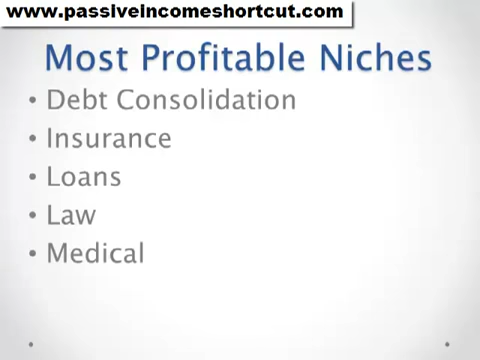 www.passiveincomeshortcut.com
Most Profitable Niches
• Debt Consolidation
• Insurance
• Loans
• Law
• Medical